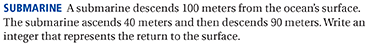 SUBMARINE A submarine descends 100 meters from the ocean's surface.
The submarine ascends 40 meters and then descends 90 meters. Write an
integer that represents the return to the surface.